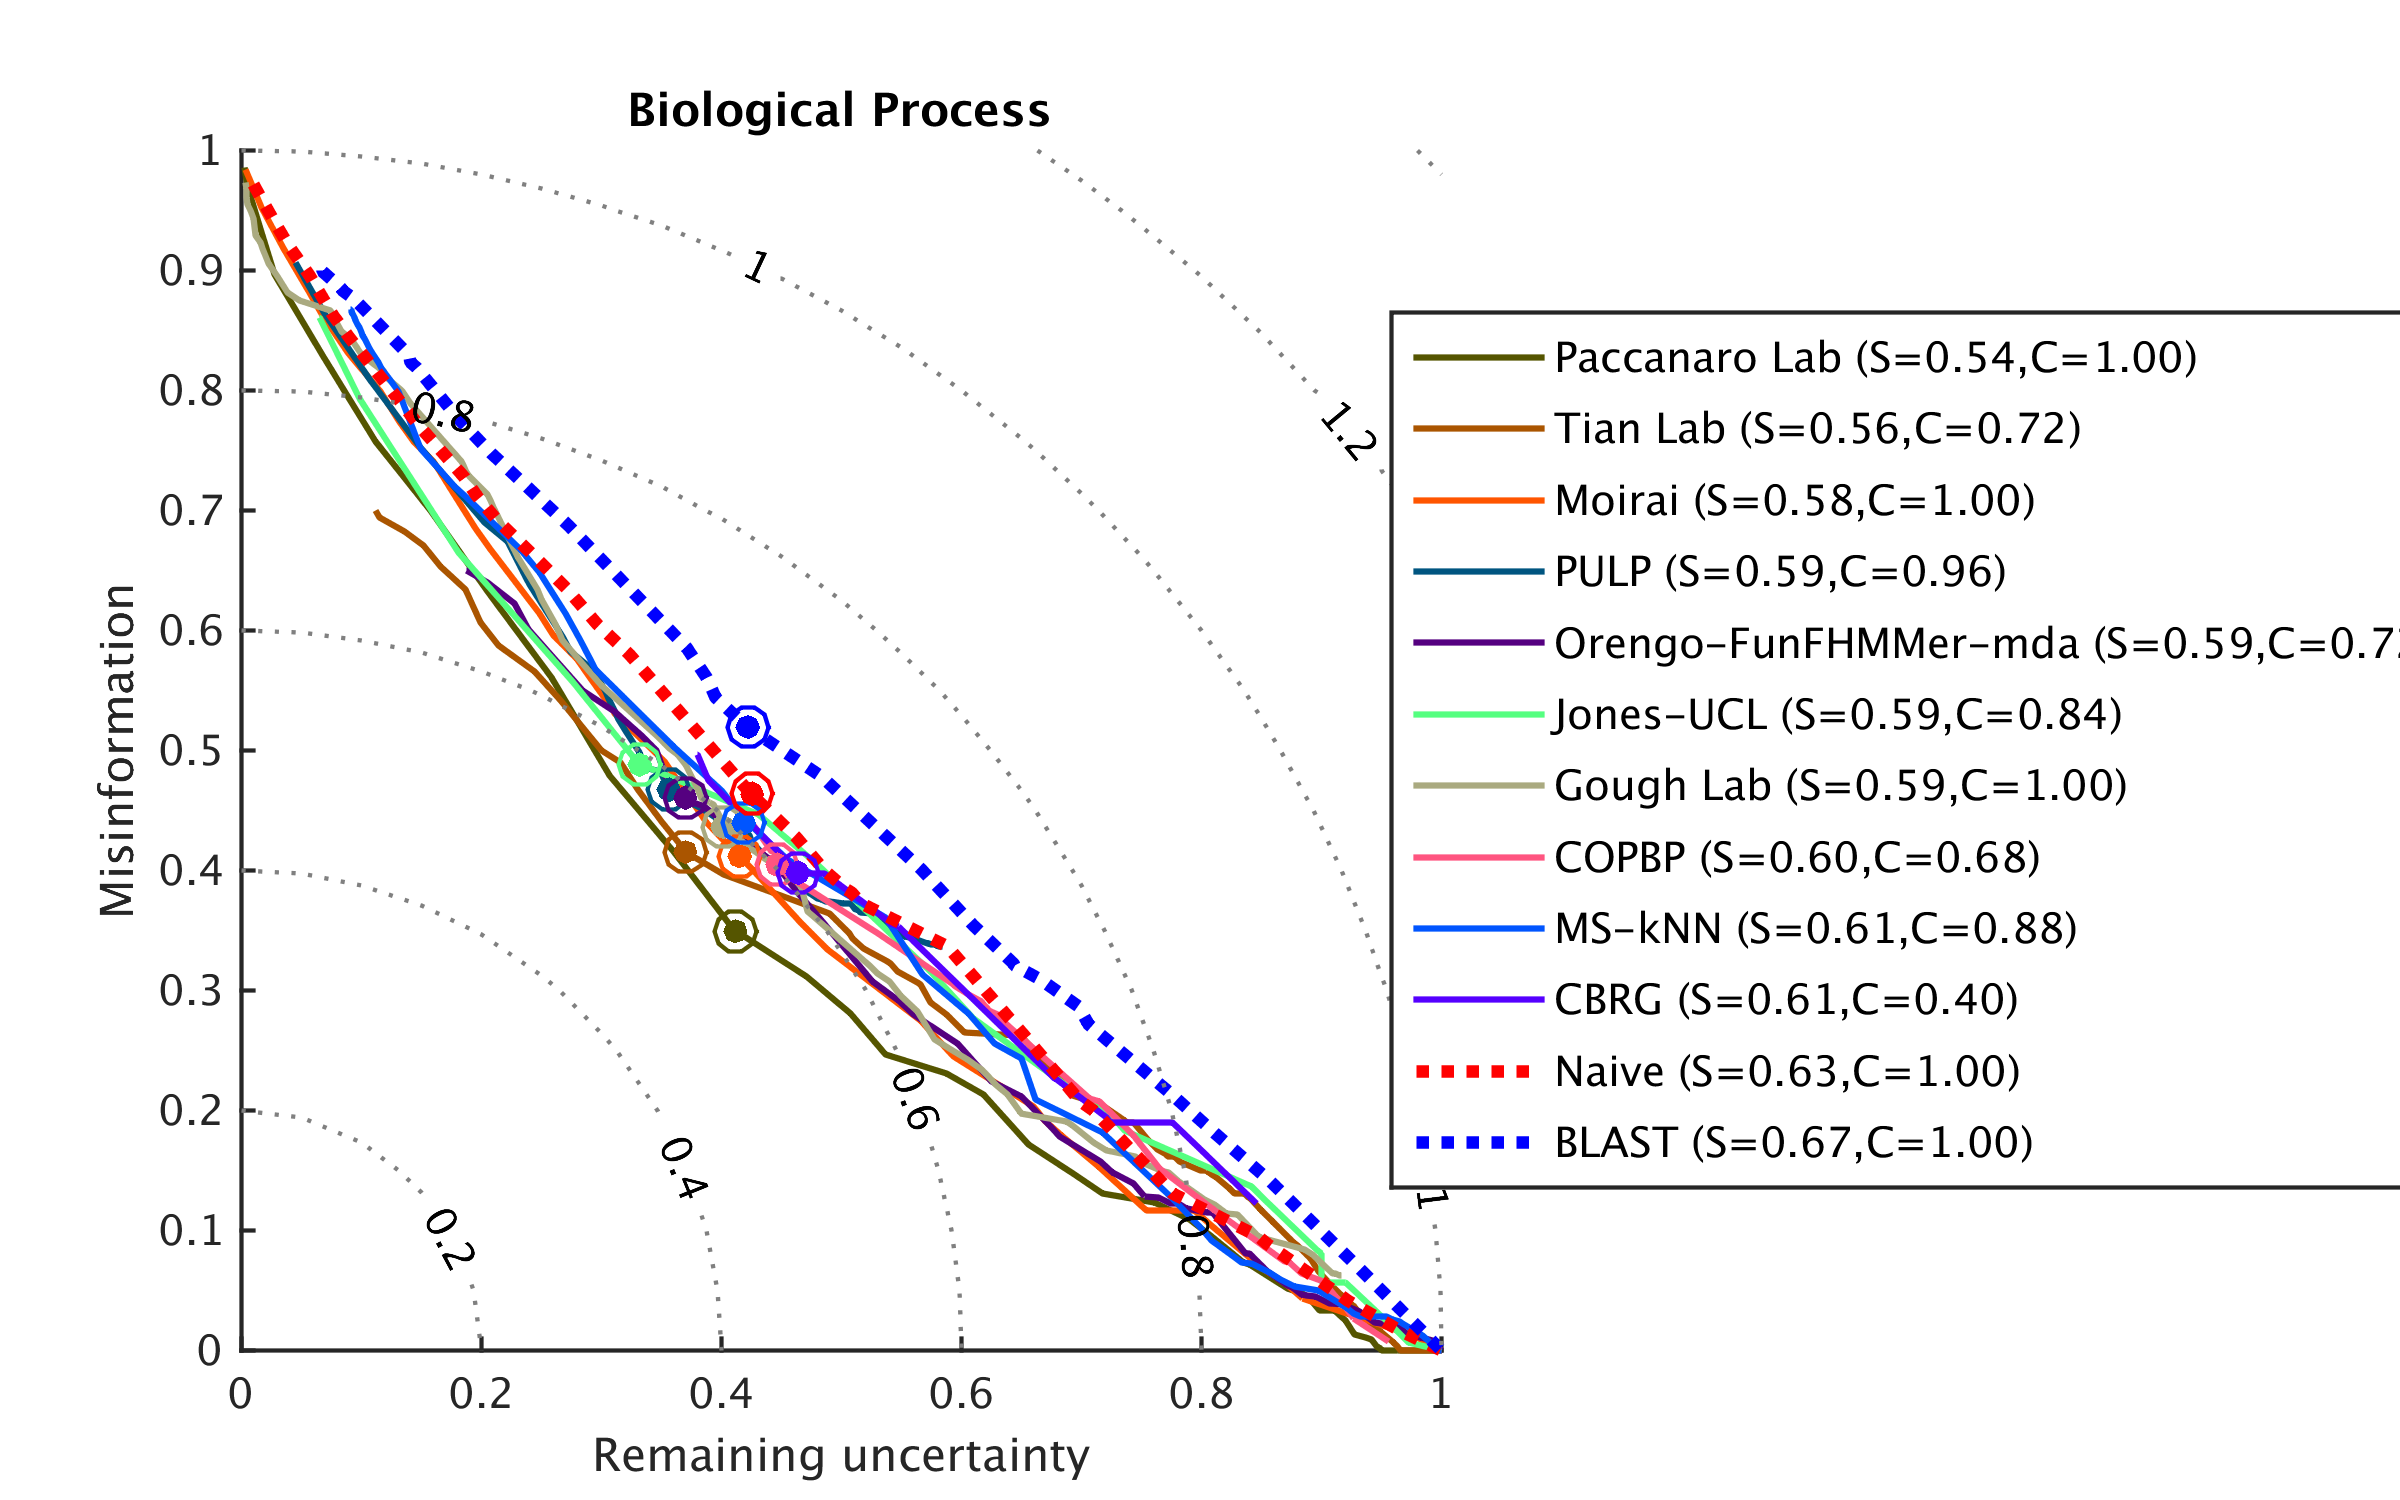 Biological Process
1
0.9
0.8
0.7
0.6
0.5
0.4
0.3
0.2
0.1
0
Misinformation
0
0.2
0.4
0.6
0.8
1
Remaining uncertainty
1
0.8
1.2
0.6
0.4
0.2
0.8
1
Paccanaro Lab (S=0.54,C=1.00)
Tian Lab (S=0.56,C=0.72)
Moirai (S=0.58,C=1.00)
PULP (S=0.59,C=0.96)
Orengo-FunFHMMer-mda (S=0.59,C=0.72
Jones-UCL (S=0.59,C=0.84)
Gough Lab (S=0.59,C=1.00)
COPBP (S=0.60,C=0.68)
MS-kNN (S=0.61,C=0.88)
CBRG (S=0.61,C=0.40)
Naive (S=0.63,C=1.00)
BLAST (S=0.67,C=1.00)